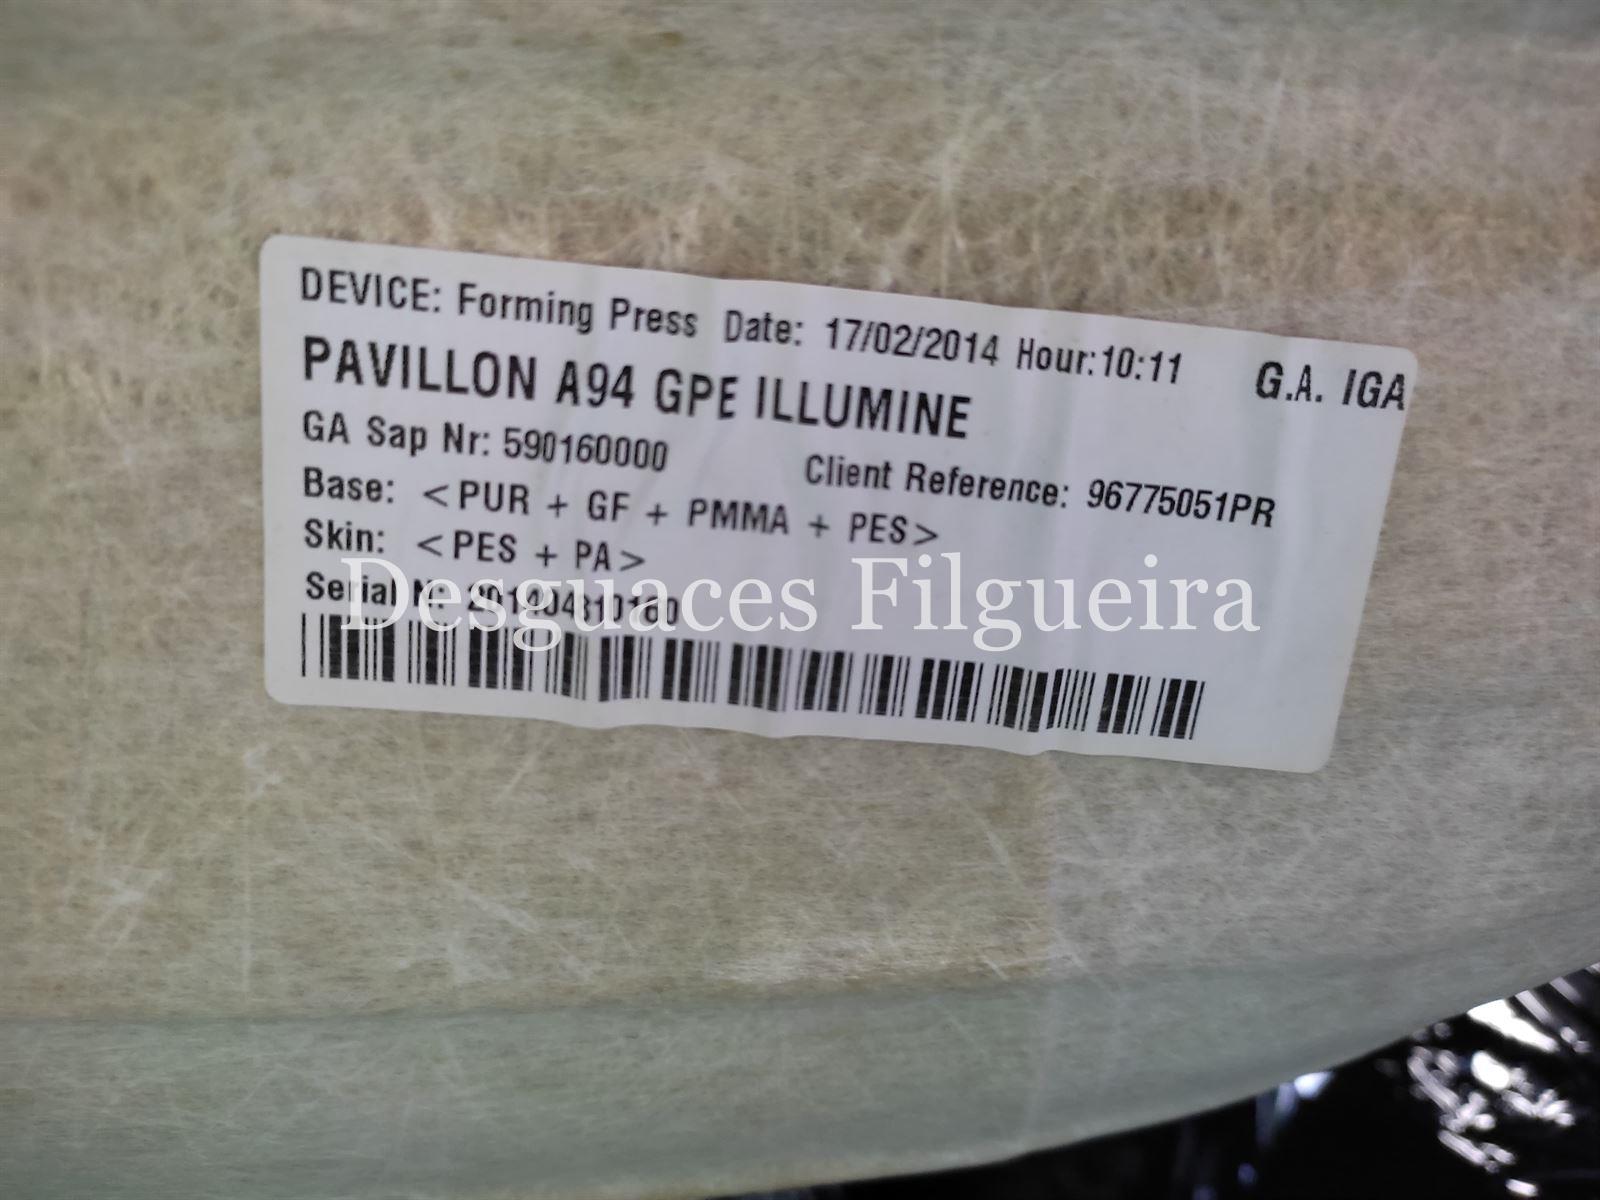 DEVICE: Forming Press Date: 17/02/2014 Hour:10:11 G.A. IGA
PAVILLON A94 GPE ILLUMINE
GA Sap Nr: 590160000 Client Reference: 96775051PR
Base: <PUR + GF + PMMA + PES>
Skin: <PES + PA>
Serial N:
Desguaces Filgueira